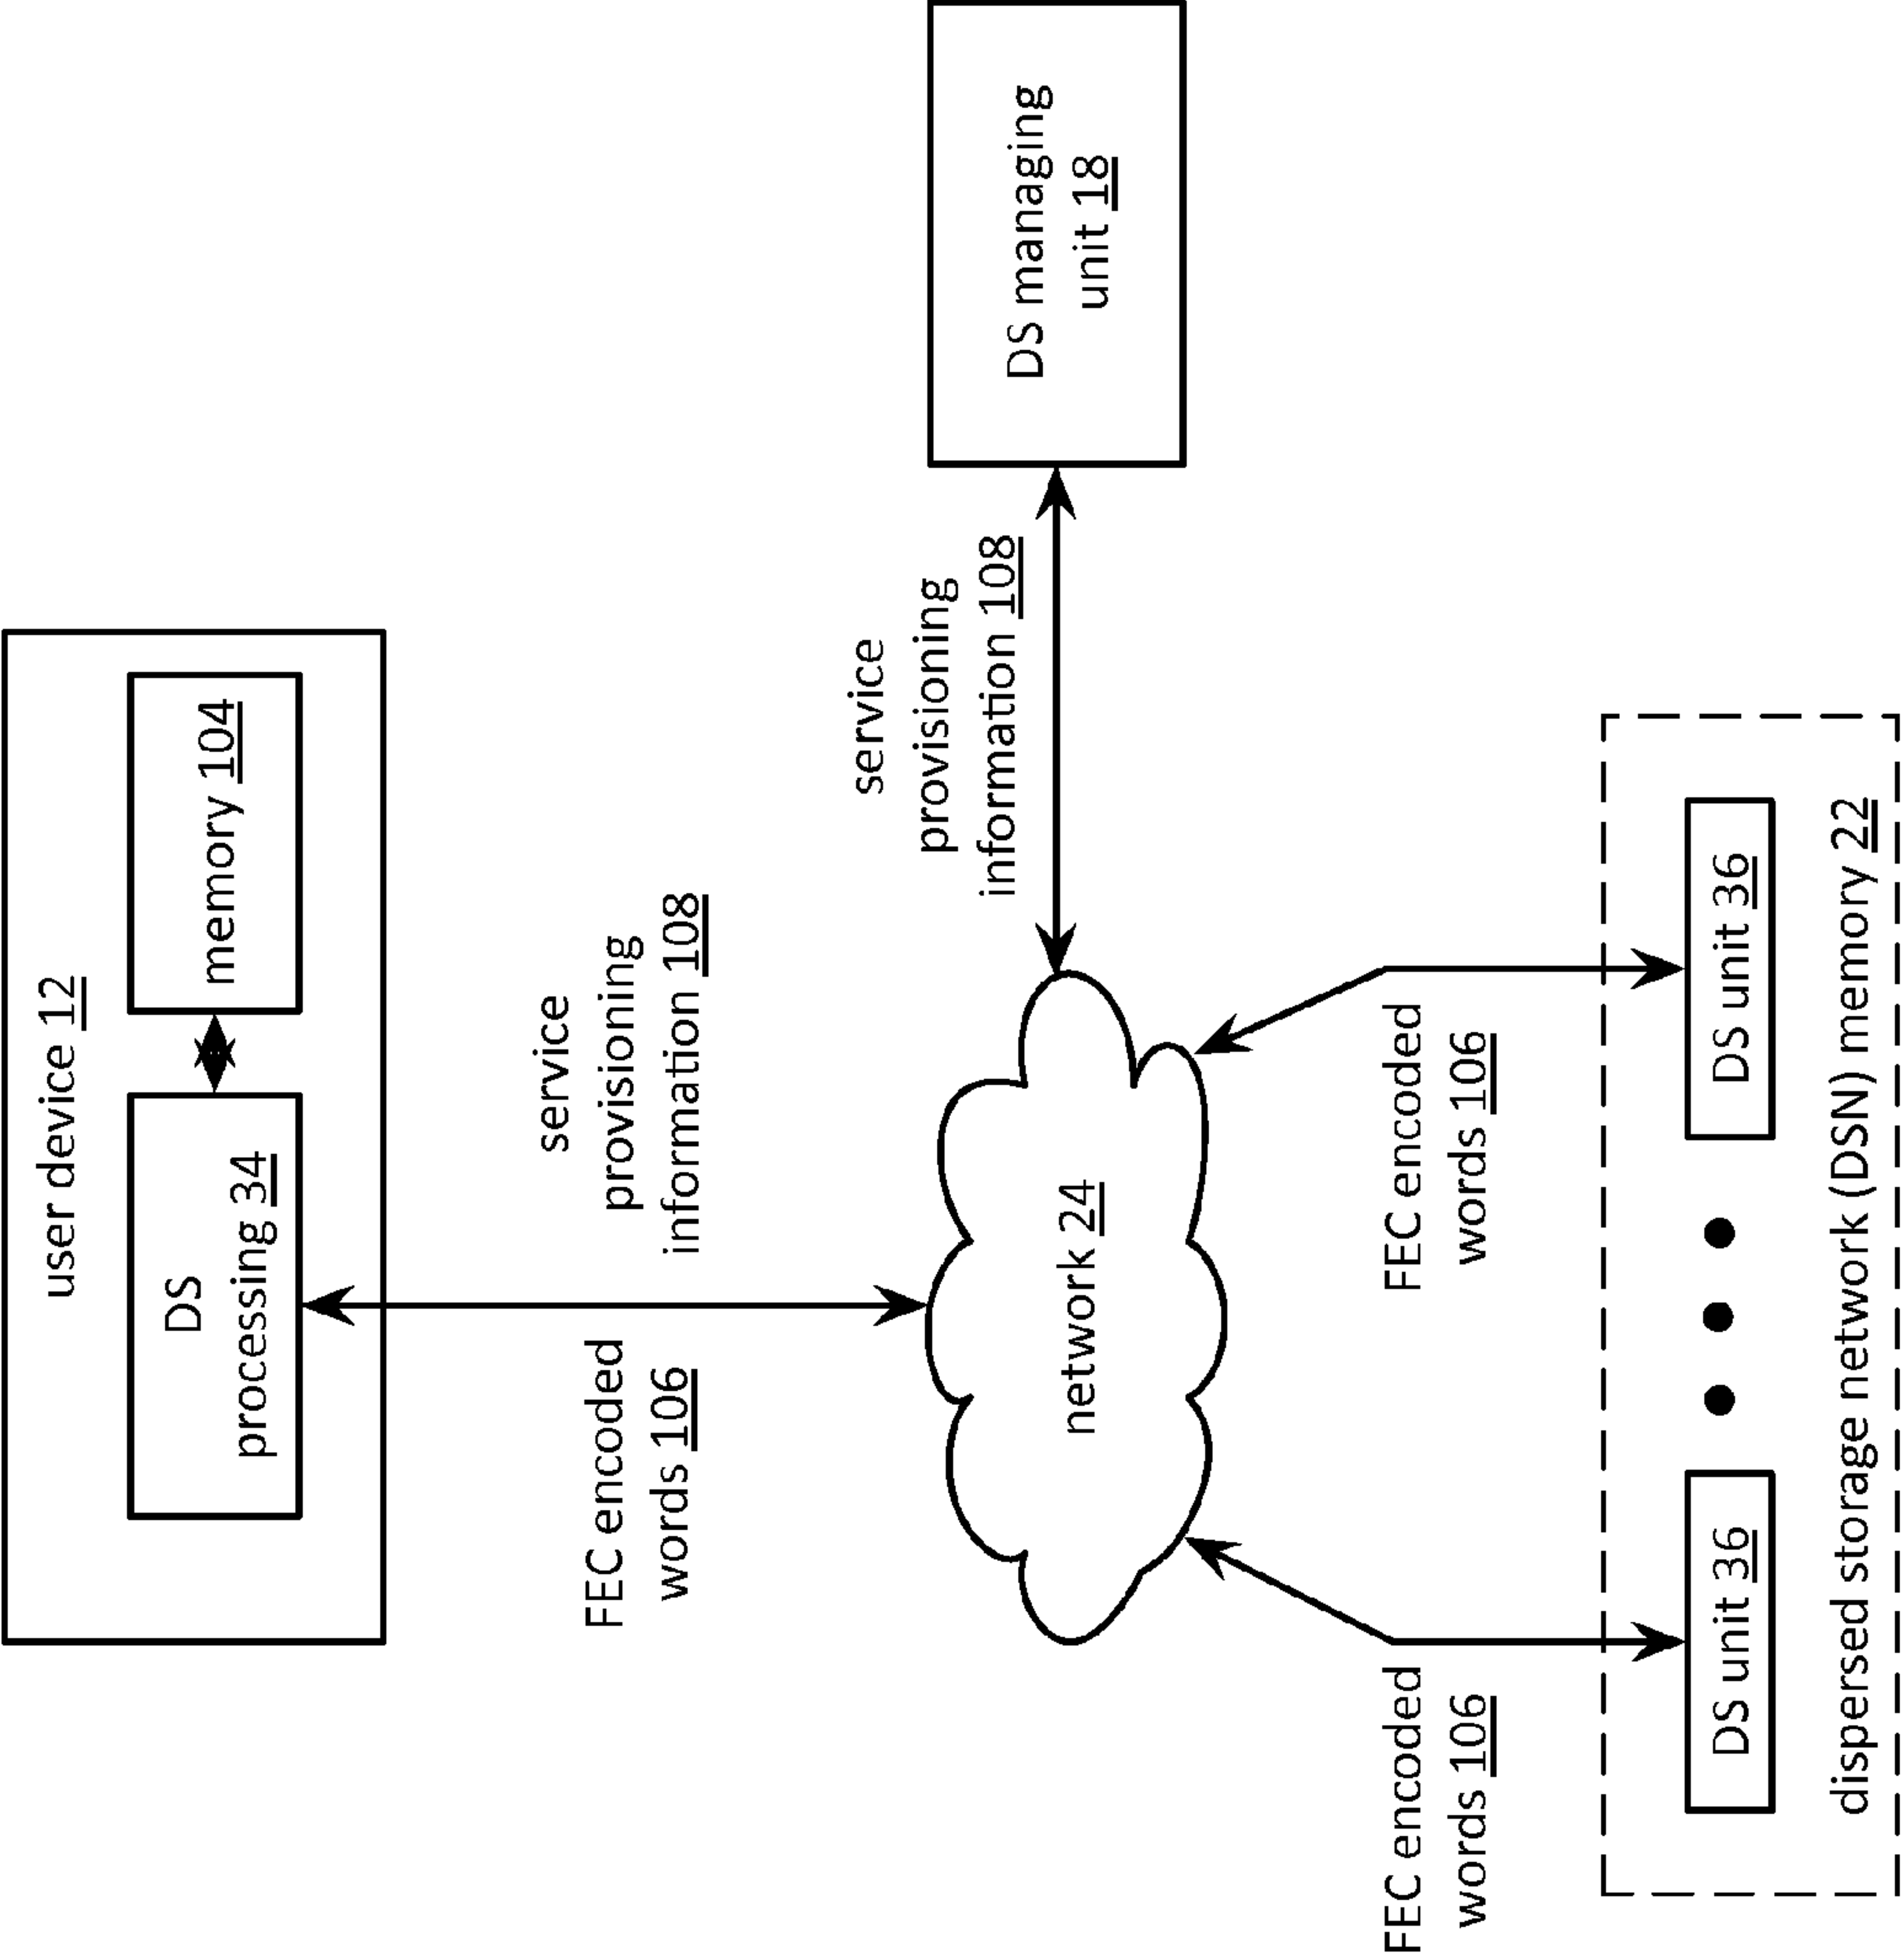 user device 12
DS
processing 34
memory 104
FEC encoded
words 106
service
provisioning
information 108
service
provisioning
information 108
network 24
DS managing
unit 18
FEC encoded
words 106
FEC encoded
words 106
DS unit 36
DS unit 36
dispersed storage network (DSN) memory 22